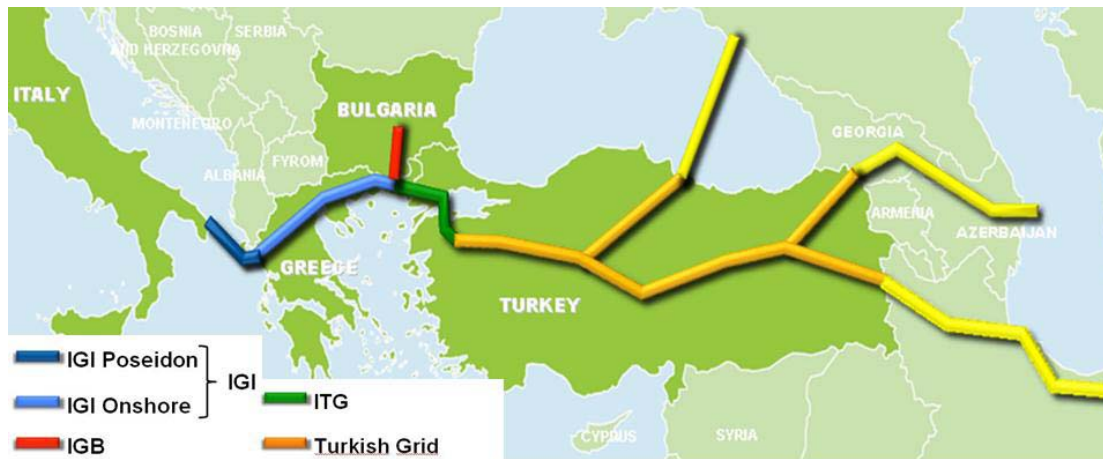 BOSNIA
AND HERZEGOVINA
SERBIA
ITALY
BULGARIA
MONTENEGRO
GEORGIA
FYROM
ALBANIA
ARMENIA
AZERBAIJAN
GREECE
TURKEY
CYPRUS
SYRIA
IGI Poseidon
IGI
IGI Onshore
ITG
IGB
Turkish Grid